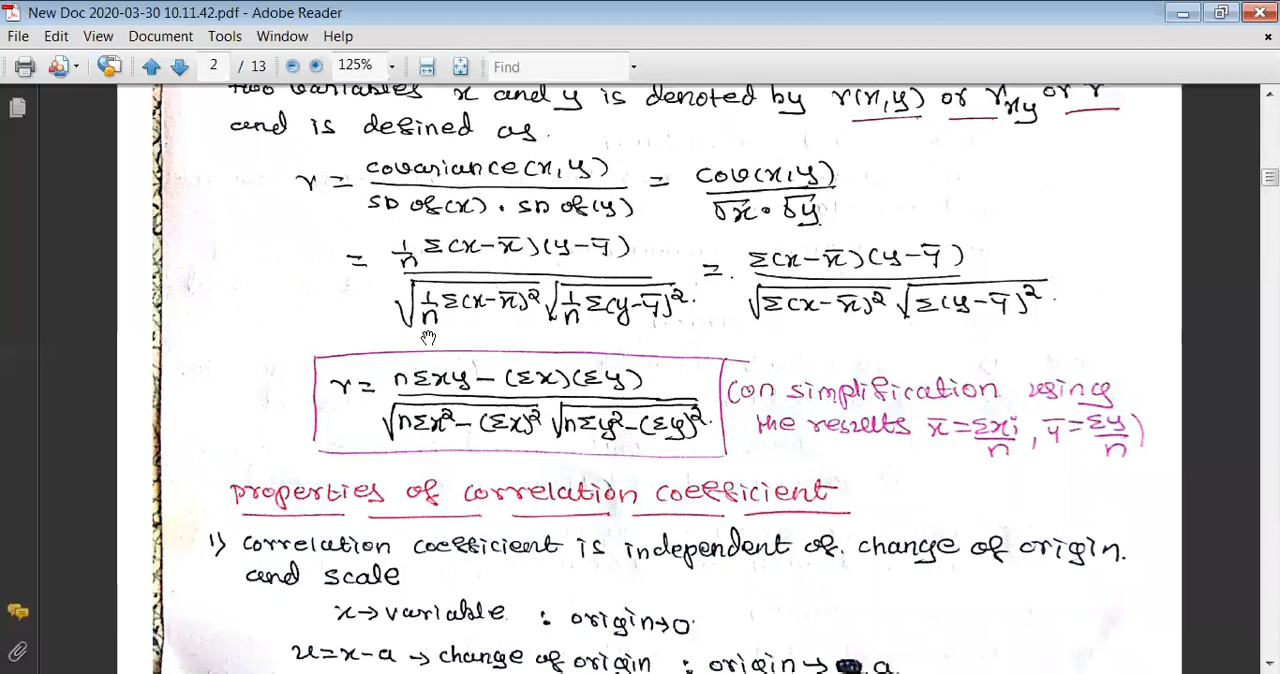 New Doc 2020-03-30 10.11.42.pdf - Adobe Reader
File Edit View Document Tools Window Help
2 / 13 125% Find
two variables x and y is denoted by r(x,y) or rxy or r
and is defined as.
r = covariance(x,y) / SD of(x) . SD of(y) = cov(x,y) / σx . σy
= 1/n Σ(x-x̄)(y-ȳ) / √(1/n Σ(x-x̄)²) √(1/n Σ(y-ȳ)²) = Σ(x-x̄)(y-ȳ) / √(Σ(x-x̄)²) √(Σ(y-ȳ)²)
r = nΣxy - (Σx)(Σy) / √(nΣx² - (Σx)²) √(nΣy² - (Σy)²)
(on simplification using
the results x̄ = Σxi/n , ȳ = Σy/n)
properties of correlation coefficient
1) correlation coefficient is independent of change of origin.
and scale
x → variable : origin → 0
u = x-a → change of origin : origin → a